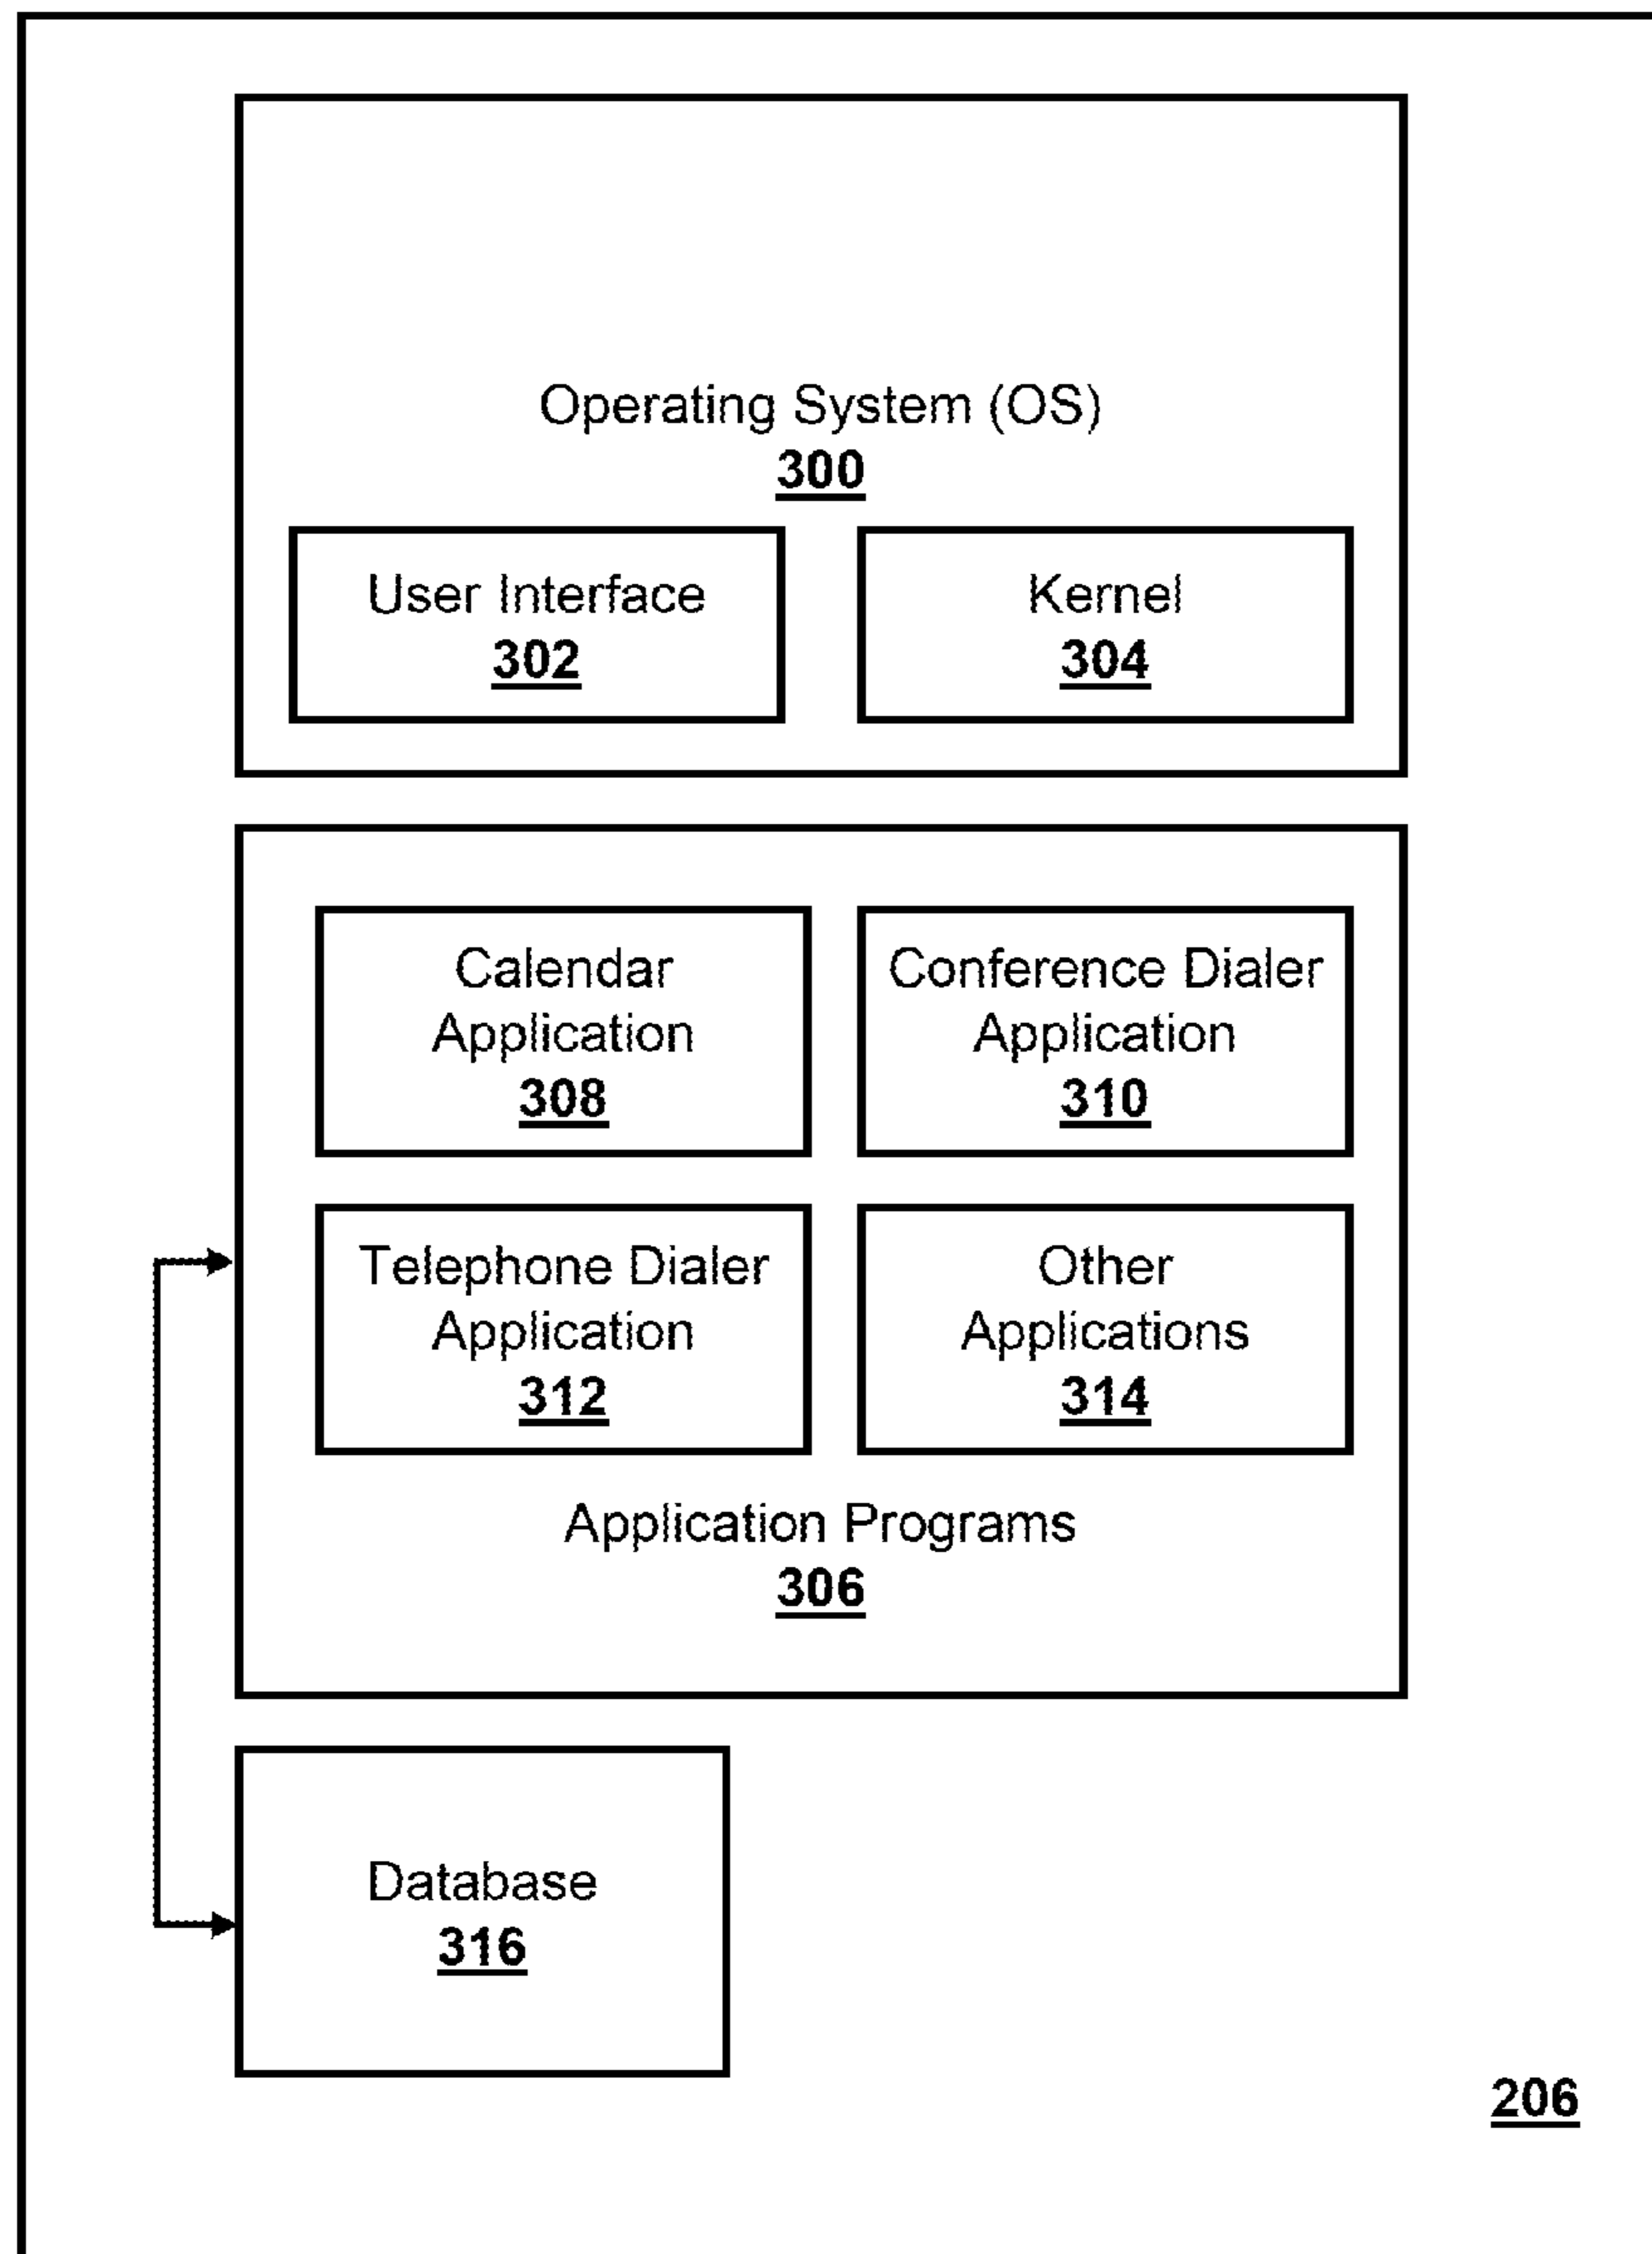 Operating System (OS)
300
User Interface
302
Kernel
304
Calendar
Application
308
Conference Dialer
Application
310
Telephone Dialer
Application
312
Other
Applications
314
Application Programs
306
Database
316
206